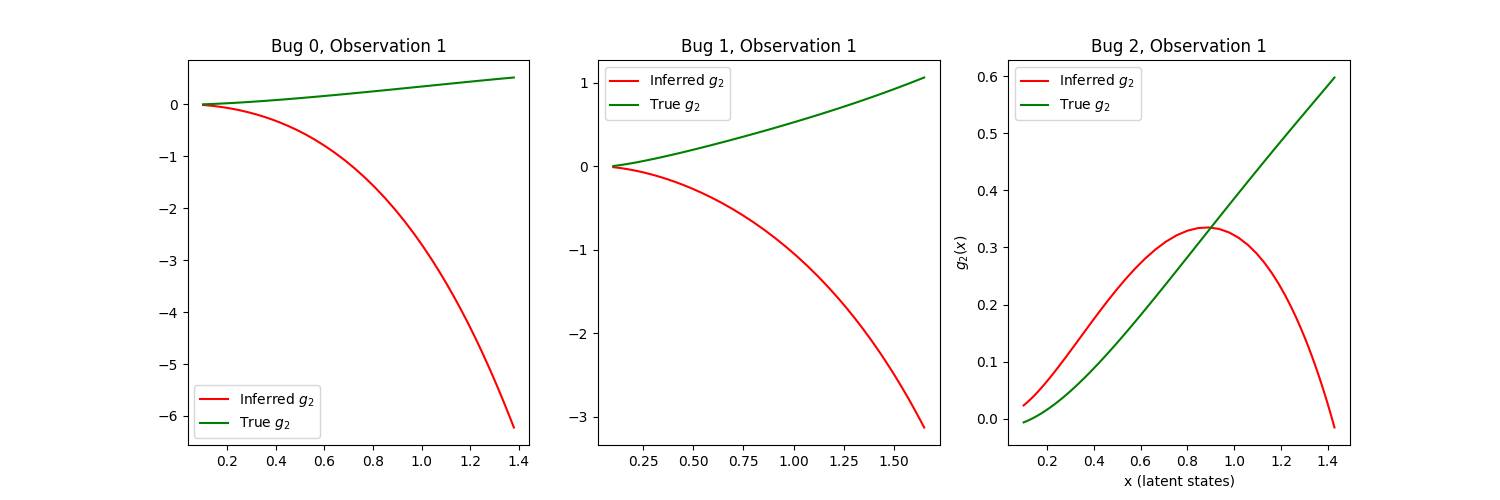 Bug 0, Observation 1
0
−1
−2
−3
−4
−5
−6
Inferred g₂
True g₂
0.2 0.4 0.6 0.8 1.0 1.2 1.4
Bug 1, Observation 1
Inferred g₂
True g₂
1
0
−1
−2
−3
0.25 0.50 0.75 1.00 1.25 1.50
Bug 2, Observation 1
Inferred g₂
True g₂
g₂(x)
0.6
0.5
0.4
0.3
0.2
0.1
0.0
0.2 0.4 0.6 0.8 1.0 1.2 1.4
x (latent states)